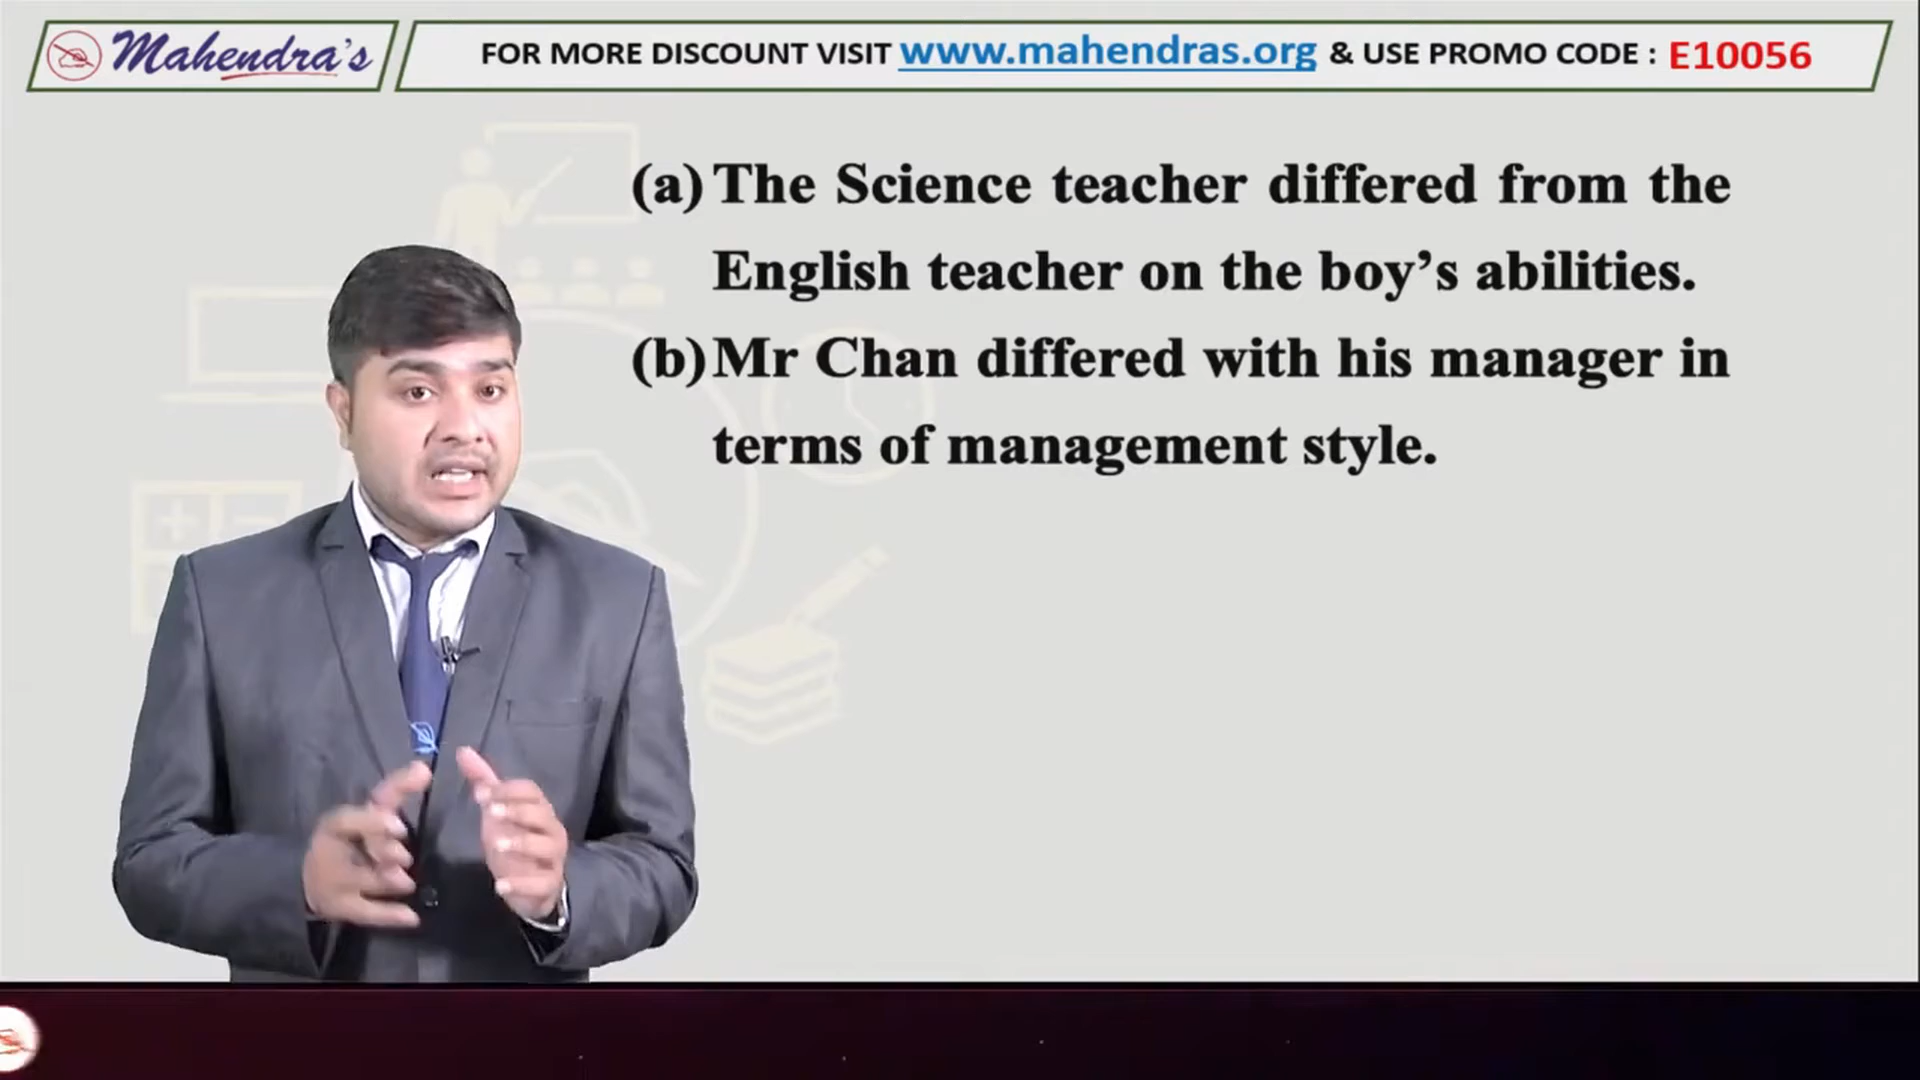 Mahendra's
FOR MORE DISCOUNT VISIT www.mahendras.org & USE PROMO CODE : E10056
(a) The Science teacher differed from the
English teacher on the boy’s abilities.
(b) Mr Chan differed with his manager in
terms of management style.